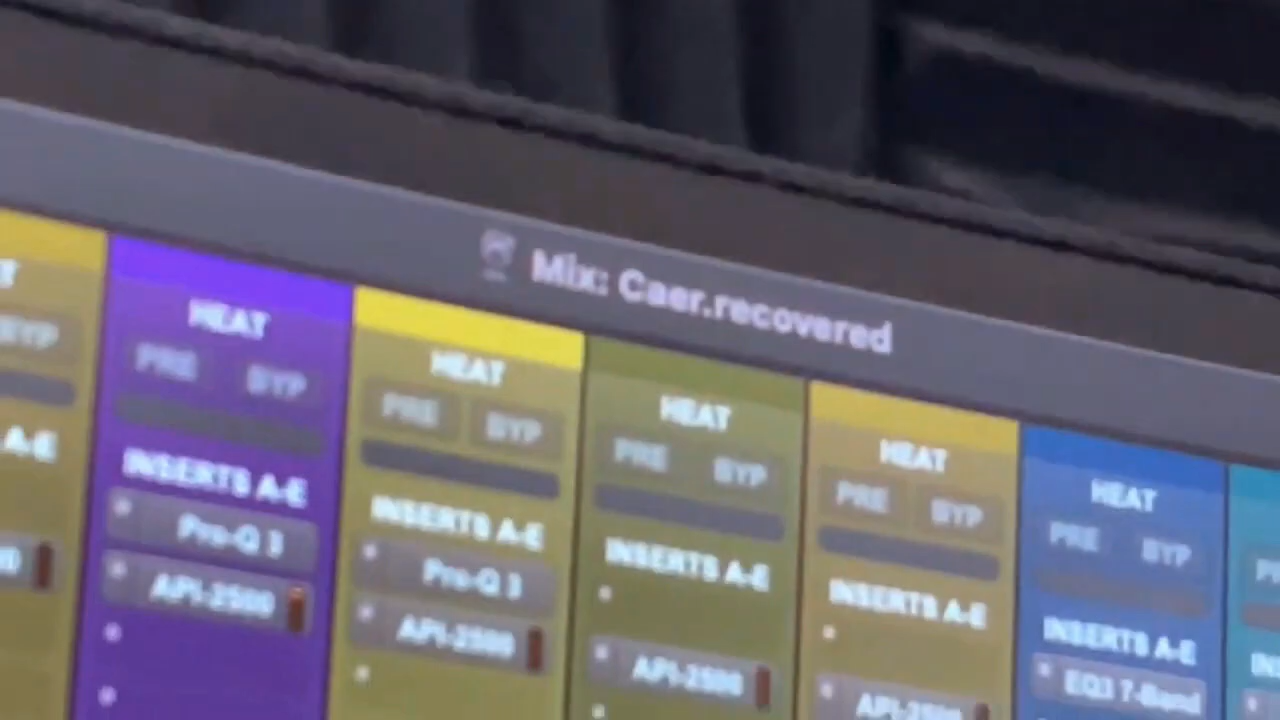 Mix: Caer.recovered
HEAT
PRE BYP
INSERTS A-E
Pro-Q 3
API-2500
HEAT
PRE BYP
INSERTS A-E
Pro-Q 3
API-2500
HEAT
PRE BYP
INSERTS A-E
API-2500
HEAT
PRE BYP
INSERTS A-E
API-2500
HEAT
PRE BYP
INSERTS A-E
EQ3 7-Band